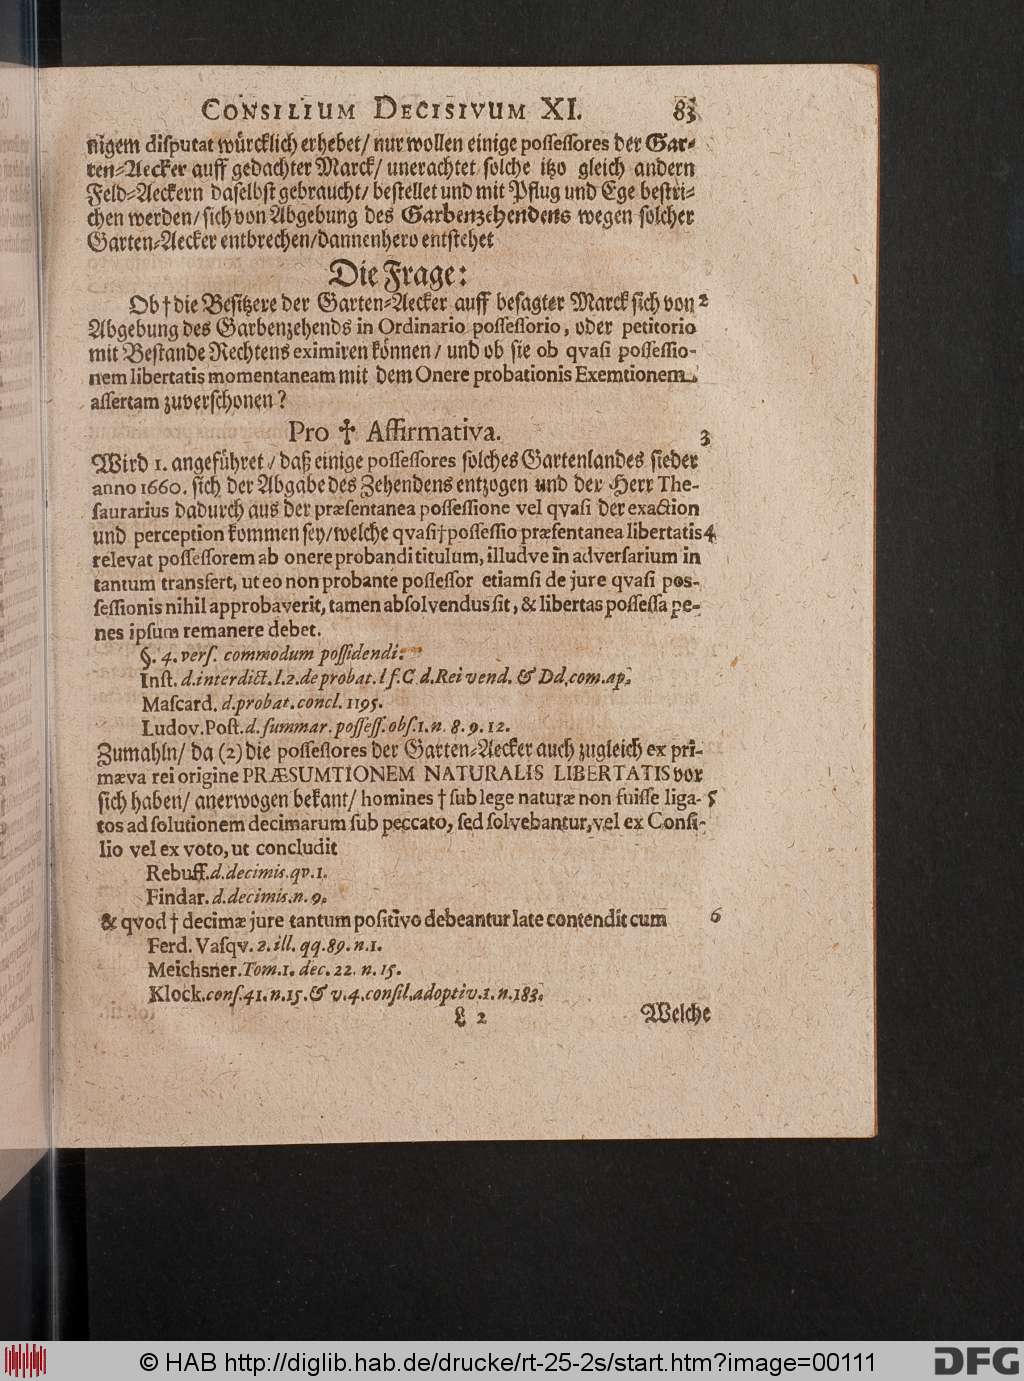 CONSILIUM DECISIVUM XI. 83
nigem disputat würcklich erhebet/ nur wollen einige possessores der Gar-
ten-Aecker auff gedachter Marck/ unerachtet solche itzo gleich andern
Feld-Aeckern daselbst gebraucht/ bestellet und mit Pflug und Ege bestri-
chen werden/ sich von Abgebung des Garbenzehendens wegen solcher
Garten-Aecker entbrechen/dannenhero entstehet
Die Frage:
Ob † die Besitzere der Garten-Aecker auff besagter Marck sich von 2
Abgebung des Garbenzehends in Ordinario possessorio, oder petitorio
mit Bestande Rechtens eximiren können/ und ob sie ob qvasi possessio-
nem libertatis momentaneam mit dem Onere probationis Exemtionem
assertam zuverschonen?
Pro † Affirmativa. 3
Wird 1. angeführet/ daß einige possessores solches Gartenlandes sieder
anno 1660. sich der Abgabe des Zehendens entzogen und der Herr The-
saurarius dadurch aus der præsentanea possessione vel qvasi der exaction
und perception kommen sey/welche qvasi † possessio præsentanea libertatis 4
relevat possessorem ab onere probandi titulum, illudve in adversarium in
tantum transfert, ut eo non probante possessor etiamsi de jure qvasi pos-
sessionis nihil approbaverit, tamen absolvendus sit, & libertas possessa pe-
nes ipsum remanere debet.
§. 4. vers. commodum possidendi.
Inst. d. interdict. l. 2. de probat. l f. C d. Rei vend. & Dd. com. ap.
Mascard. d. probat. concl. 1195.
Ludov. Post. d. summar. possess. obs. 1. n. 8. 9. 12.
Zumahln/ da (2) die possessores der Garten-Aecker auch zugleich ex pri-
mæva rei origine PRÆSUMTIONEM NATURALIS LIBERTATIS vor
sich haben/ anerwogen bekant/ homines † sub lege naturæ non fuisse liga- 5
tos ad solutionem decimarum sub peccato, sed solvebantur, vel ex Consi-
lio vel ex voto, ut concludit
Rebuff. d. decimis. qv. 1.
Findar. d. decimis. n. 9.
& qvod † decimæ jure tantum positivo debeantur late contendit cum 6
Ferd. Vasqv. 2. ill. qq. 89. n. 1.
Meichsner. Tom. 1. dec. 22. n. 15.
Klock. cons. 41. n. 15. & v. 4. consil. adoptiv. 1. n. 183.
L 2 Welche
© HAB http://diglib.hab.de/drucke/rt-25-2s/start.htm?image=00111 DFG